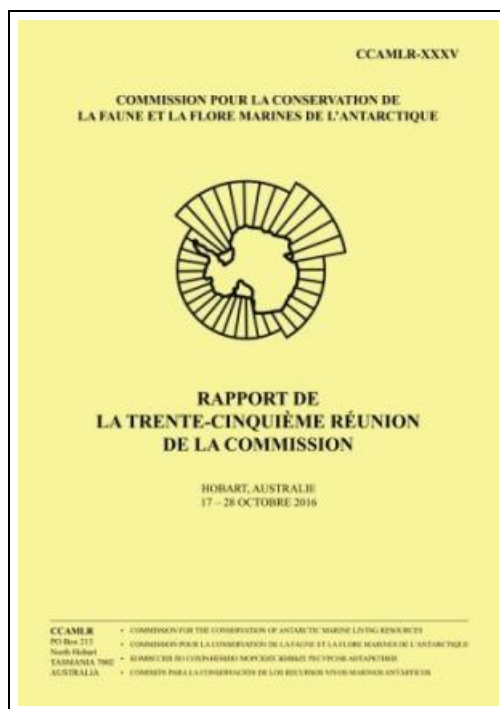 CCAMLR-XXXV
COMMISSION POUR LA CONSERVATION DE
LA FAUNE ET LA FLORE MARINES DE L'ANTARCTIQUE
RAPPORT DE
LA TRENTE-CINQUIÈME RÉUNION
DE LA COMMISSION
HOBART, AUSTRALIE
17 – 28 OCTOBRE 2016
CCAMLR
PO Box 213
North Hobart
TASMANIA 7002
AUSTRALIA
• COMMISSION FOR THE CONSERVATION OF ANTARCTIC MARINE LIVING RESOURCES
• COMMISSION POUR LA CONSERVATION DE LA FAUNE ET LA FLORE MARINES DE L'ANTARCTIQUE
• КОМИССИЯ ПО СОХРАНЕНИЮ МОРСКИХ ЖИВЫХ РЕСУРСОВ АНТАРКТИКИ
• COMISIÓN PARA LA CONSERVACIÓN DE LOS RECURSOS VIVOS MARINOS ANTÁRTICOS